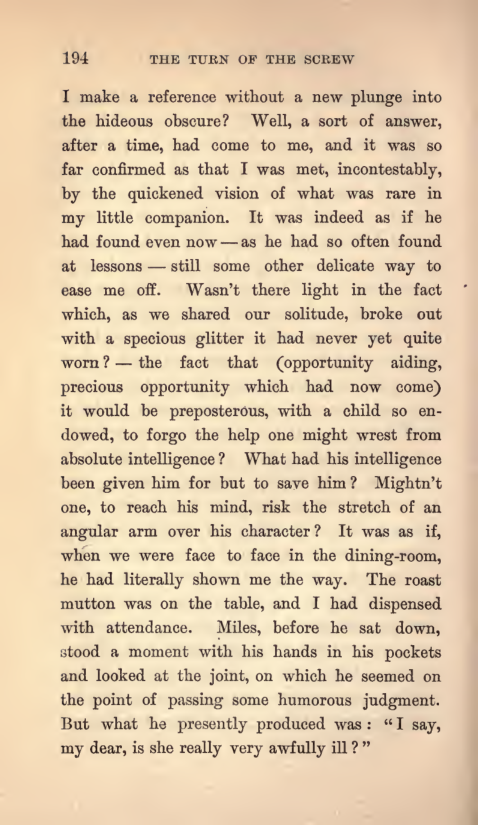 194 THE TURN OF THE SCREW
I make a reference without a new plunge into
the hideous obscure? Well, a sort of answer,
after a time, had come to me, and it was so
far confirmed as that I was met, incontestably,
by the quickened vision of what was rare in
my little companion. It was indeed as if he
had found even now — as he had so often found
at lessons — still some other delicate way to
ease me off. Wasn't there light in the fact
which, as we shared our solitude, broke out
with a specious glitter it had never yet quite
worn? — the fact that (opportunity aiding,
precious opportunity which had now come)
it would be preposterous, with a child so en-
dowed, to forgo the help one might wrest from
absolute intelligence? What had his intelligence
been given him for but to save him? Mightn't
one, to reach his mind, risk the stretch of an
angular arm over his character? It was as if,
when we were face to face in the dining-room,
he had literally shown me the way. The roast
mutton was on the table, and I had dispensed
with attendance. Miles, before he sat down,
stood a moment with his hands in his pockets
and looked at the joint, on which he seemed on
the point of passing some humorous judgment.
But what he presently produced was: "I say,
my dear, is she really very awfully ill?"